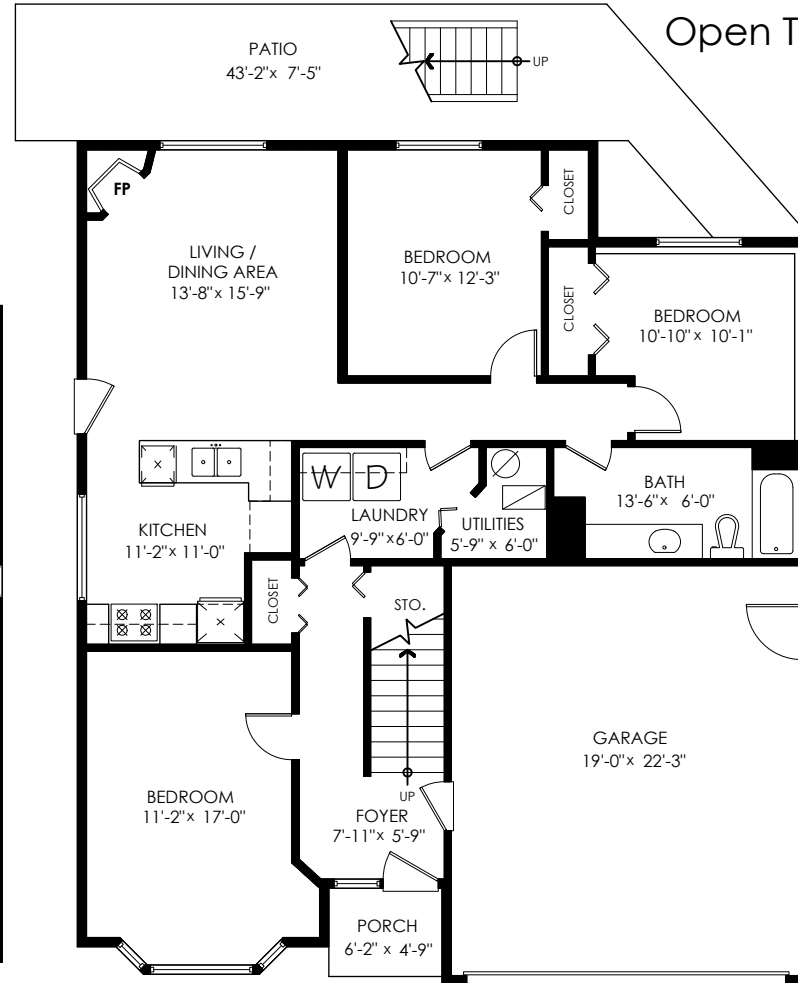 Open T
PATIO
43'-2" x 7'-5"
UP
FP
LIVING /
DINING AREA
13'-8" x 15'-9"
BEDROOM
10'-7" x 12'-3"
CLOSET
CLOSET
BEDROOM
10'-10" x 10'-1"
W D
LAUNDRY
9'-9" x 6'-0"
UTILITIES
5'-9" x 6'-0"
BATH
13'-6" x 6'-0"
x
KITCHEN
11'-2" x 11'-0"
x
CLOSET
STO.
UP
BEDROOM
11'-2" x 17'-0"
FOYER
7'-11" x 5'-9"
GARAGE
19'-0" x 22'-3"
PORCH
6'-2" x 4'-9"